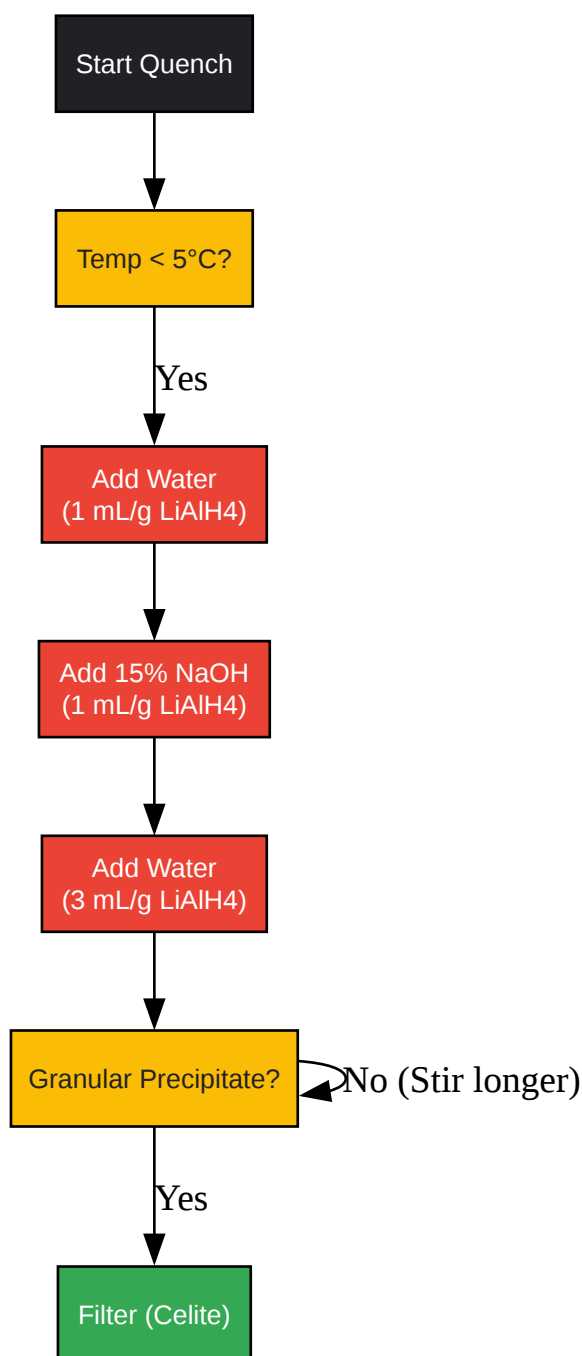 Start Quench
Temp < 5°C?
Yes
Add Water
(1 mL/g LiAlH4)
Add 15% NaOH
(1 mL/g LiAlH4)
Add Water
(3 mL/g LiAlH4)
Granular Precipitate?
No (Stir longer)
Yes
Filter (Celite)